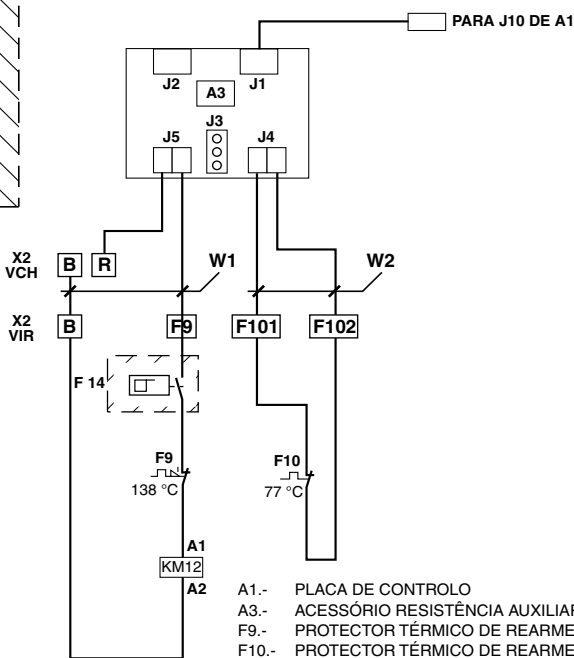 PARA J10 DE A1
J2
J1
A3
J3
J5
J4
X2
VCH
B
R
W1
W2
X2
VIR
B
F9
F101
F102
F 14
F9
138 °C
F10
77 °C
A1
KM12
A2
A1.- PLACA DE CONTROLO
A3.- ACESSÓRIO RESISTÊNCIA AUXILIAR
F9.- PROTECTOR TÉRMICO DE REARME
F10.- PROTECTOR TÉRMICO DE REARME